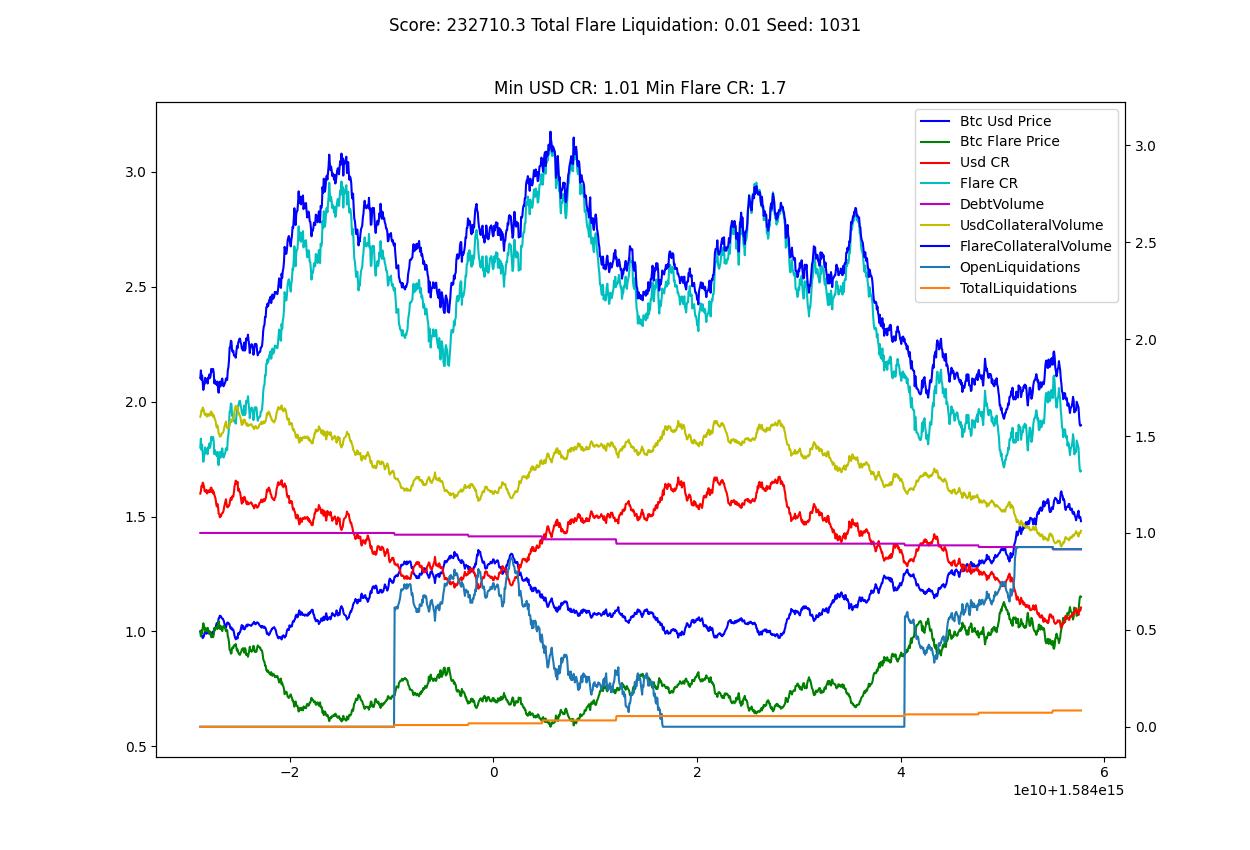 Score: 232710.3 Total Flare Liquidation: 0.01 Seed: 1031
Min USD CR: 1.01 Min Flare CR: 1.7
Btc Usd Price
Btc Flare Price
Usd CR
Flare CR
DebtVolume
UsdCollateralVolume
FlareCollateralVolume
OpenLiquidations
TotalLiquidations
3.0
2.5
2.0
1.5
1.0
0.5
3.0
2.5
2.0
1.5
1.0
0.5
0.0
−2 0 2 4 6
1e10+1.584e15